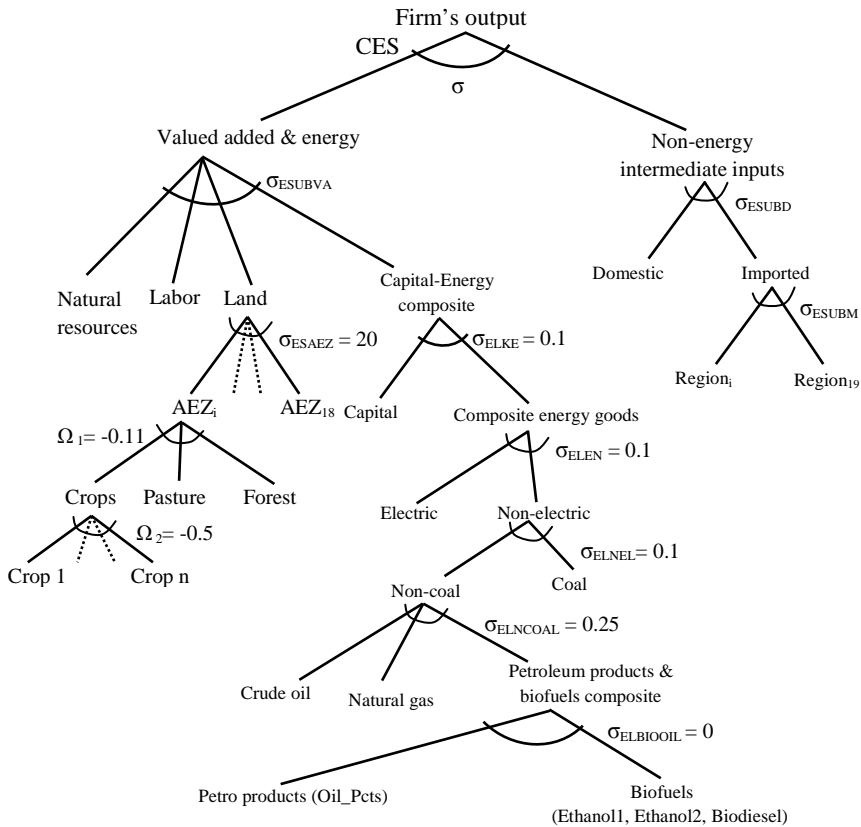 Firm's output
CES
σ
Valued added & energy
Non-energy
intermediate inputs
σESUBVA
σESUBD
Natural
resources
Labor
Land
Capital-Energy
composite
Domestic
Imported
σESAEZ = 20
σELKE = 0.1
σESUBM
AEZi
AEZ18
Capital
Composite energy goods
Regioni
Region19
Ω 1= -0.11
σELEN = 0.1
Crops
Pasture
Forest
Electric
Non-electric
Ω 2= -0.5
σELNEL= 0.1
Crop 1
Crop n
Non-coal
Coal
σELNCOAL = 0.25
Crude oil
Natural gas
Petroleum products &
biofuels composite
σELBIOOIL = 0
Petro products (Oil_Pcts)
Biofuels
(Ethanol1, Ethanol2, Biodiesel)